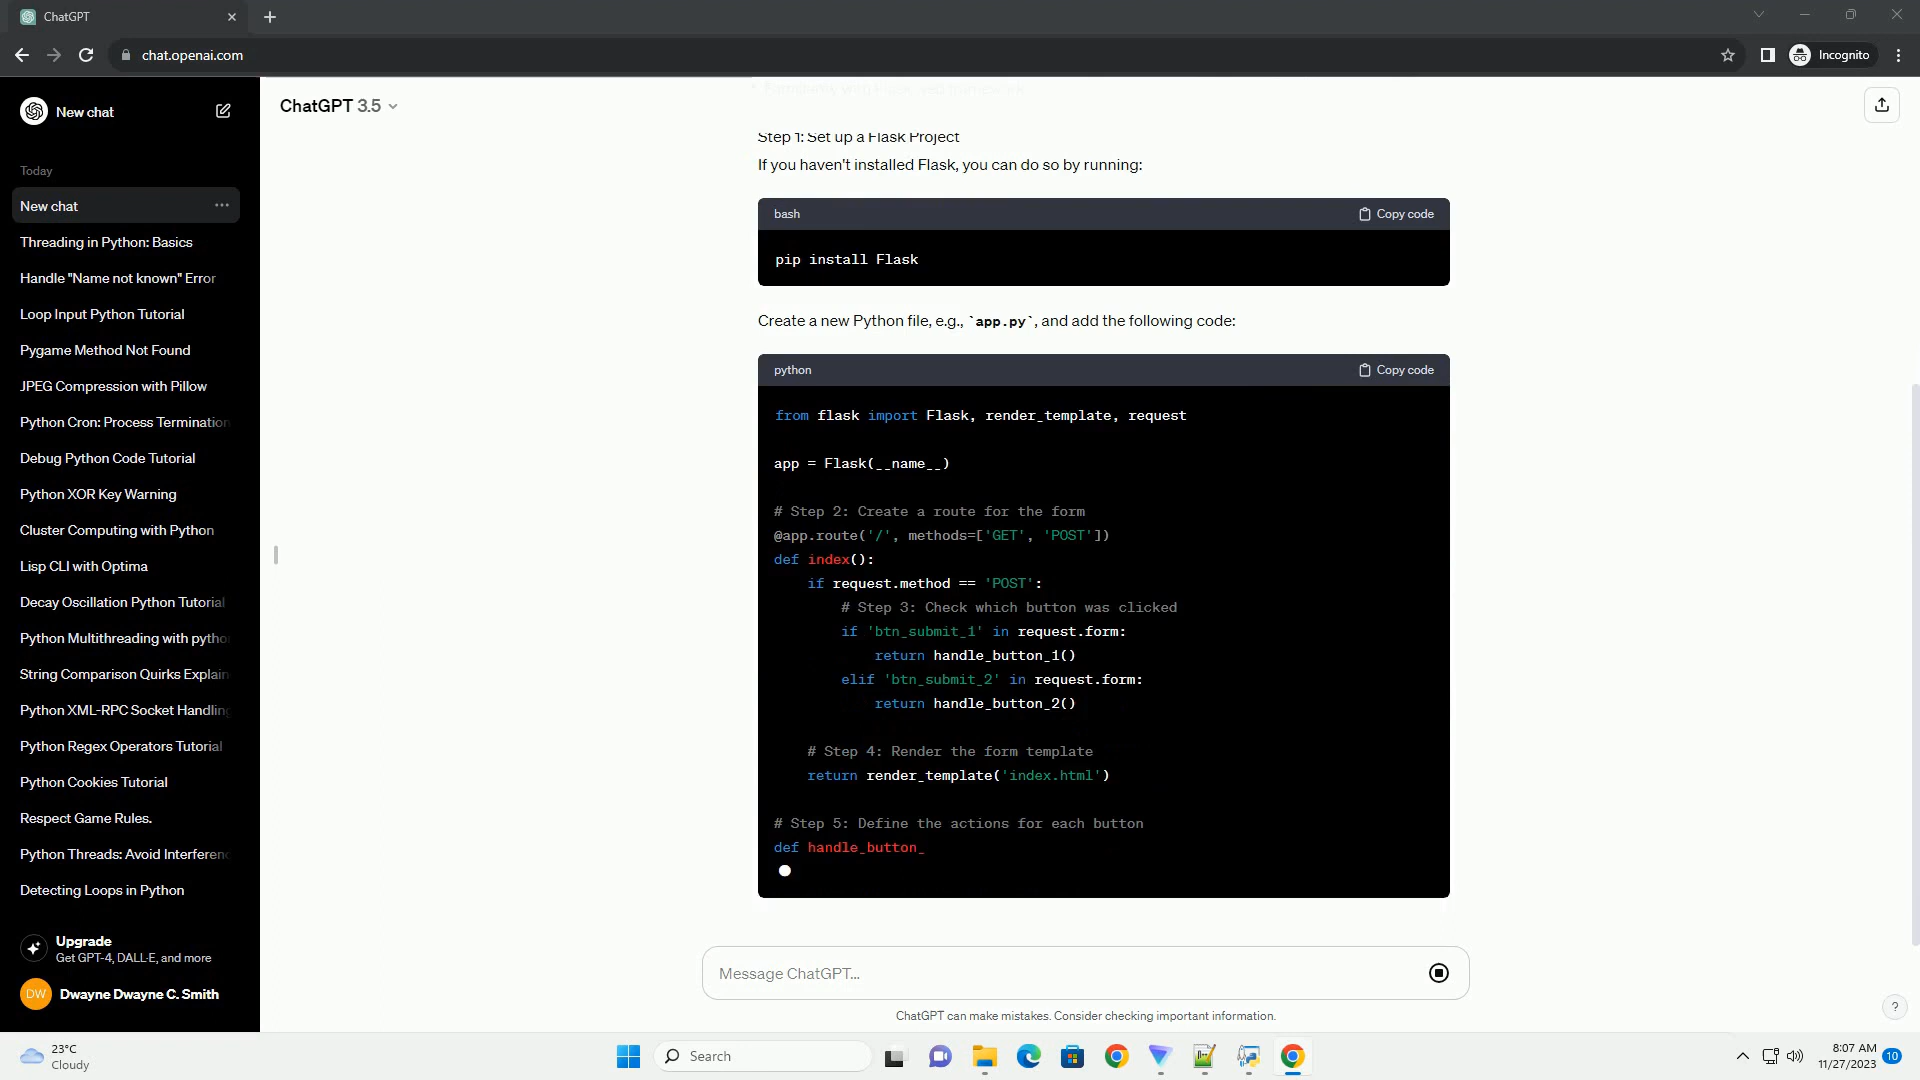 ChatGPT
chat.openai.com
Incognito
New chat
Today
New chat
Threading in Python: Basics
Handle "Name not known" Error
Loop Input Python Tutorial
Pygame Method Not Found
JPEG Compression with Pillow
Python Cron: Process Termination
Debug Python Code Tutorial
Python XOR Key Warning
Cluster Computing with Python
Lisp CLI with Optima
Decay Oscillation Python Tutorial
Python Multithreading with pytho
String Comparison Quirks Explain
Python XML-RPC Socket Handling
Python Regex Operators Tutorial
Python Cookies Tutorial
Respect Game Rules.
Python Threads: Avoid Interferenc
Detecting Loops in Python
Upgrade
Get GPT-4, DALL·E, and more
DW
Dwayne Dwayne C. Smith
ChatGPT 3.5
Step 1: Set up a Flask Project
If you haven't installed Flask, you can do so by running:
bash Copy code
pip install Flask
Create a new Python file, e.g., `app.py`, and add the following code:
python Copy code
from flask import Flask, render_template, request
app = Flask(__name__)
# Step 2: Create a route for the form
@app.route('/', methods=['GET', 'POST'])
def index():
    if request.method == 'POST':
        # Step 3: Check which button was clicked
        if 'btn_submit_1' in request.form:
            return handle_button_1()
        elif 'btn_submit_2' in request.form:
            return handle_button_2()
    # Step 4: Render the form template
    return render_template('index.html')
# Step 5: Define the actions for each button
def handle_button_
Message ChatGPT...
ChatGPT can make mistakes. Consider checking important information.
?
23°C
Cloudy
Search
8:07 AM
11/27/2023
10